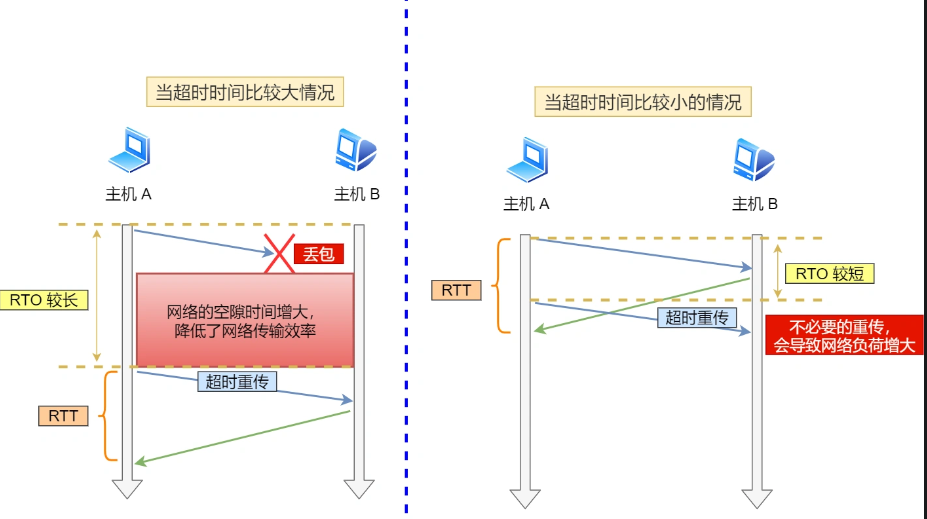 当超时时间比较大情况
主机 A
主机 B
丢包
RTO 较长
网络的空隙时间增大，
降低了网络传输效率
超时重传
RTT
当超时时间比较小的情况
主机 A
主机 B
RTT
RTO 较短
超时重传
不必要的重传，
会导致网络负荷增大